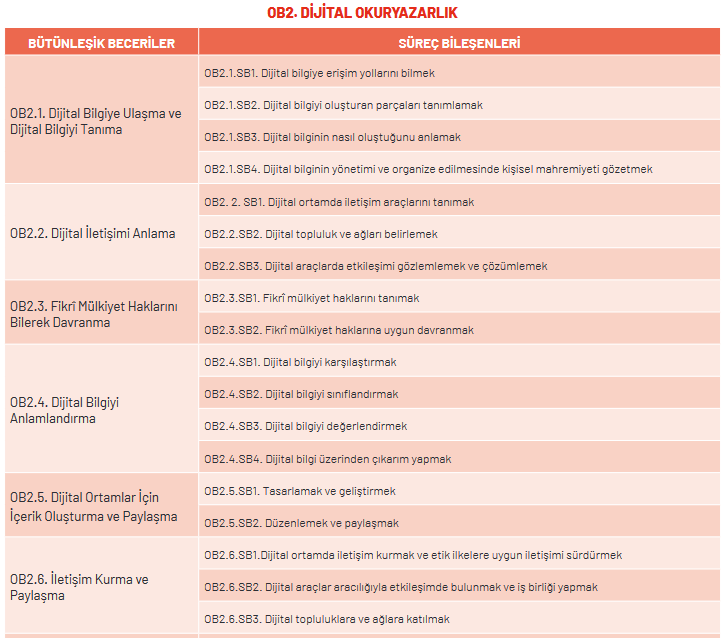 OB2. DİJİTAL OKURYAZARLIK
BÜTÜNLEŞİK BECERİLER
SÜREÇ BİLEŞENLERİ
OB2.1. Dijital Bilgiye Ulaşma ve
Dijital Bilgiyi Tanıma
OB2.1.SB1. Dijital bilgiye erişim yollarını bilmek
OB2.1.SB2. Dijital bilgiyi oluşturan parçaları tanımlamak
OB2.1.SB3. Dijital bilginin nasıl oluştuğunu anlamak
OB2.1.SB4. Dijital bilginin yönetimi ve organize edilmesinde kişisel mahremiyeti gözetmek
OB2.2. Dijital İletişimi Anlama
OB2. 2. SB1. Dijital ortamda iletişim araçlarını tanımak
OB2.2.SB2. Dijital topluluk ve ağları belirlemek
OB2.2.SB3. Dijital araçlarda etkileşimi gözlemlemek ve çözümlemek
OB2.3. Fikrî Mülkiyet Haklarını
Bilerek Davranma
OB2.3.SB1. Fikrî mülkiyet haklarını tanımak
OB2.3.SB2. Fikrî mülkiyet haklarına uygun davranmak
OB2.4. Dijital Bilgiyi
Anlamlandırma
OB2.4.SB1. Dijital bilgiyi karşılaştırmak
OB2.4.SB2. Dijital bilgiyi sınıflandırmak
OB2.4.SB3. Dijital bilgiyi değerlendirmek
OB2.4.SB4. Dijital bilgi üzerinden çıkarım yapmak
OB2.5. Dijital Ortamlar İçin
İçerik Oluşturma ve Paylaşma
OB2.5.SB1. Tasarlamak ve geliştirmek
OB2.5.SB2. Düzenlemek ve paylaşmak
OB2.6. İletişim Kurma ve
Paylaşma
OB2.6.SB1.Dijital ortamda iletişim kurmak ve etik ilkelere uygun iletişimi sürdürmek
OB2.6.SB2. Dijital araçlar aracılığıyla etkileşimde bulunmak ve iş birliği yapmak
OB2.6.SB3. Dijital topluluklara ve ağlara katılmak